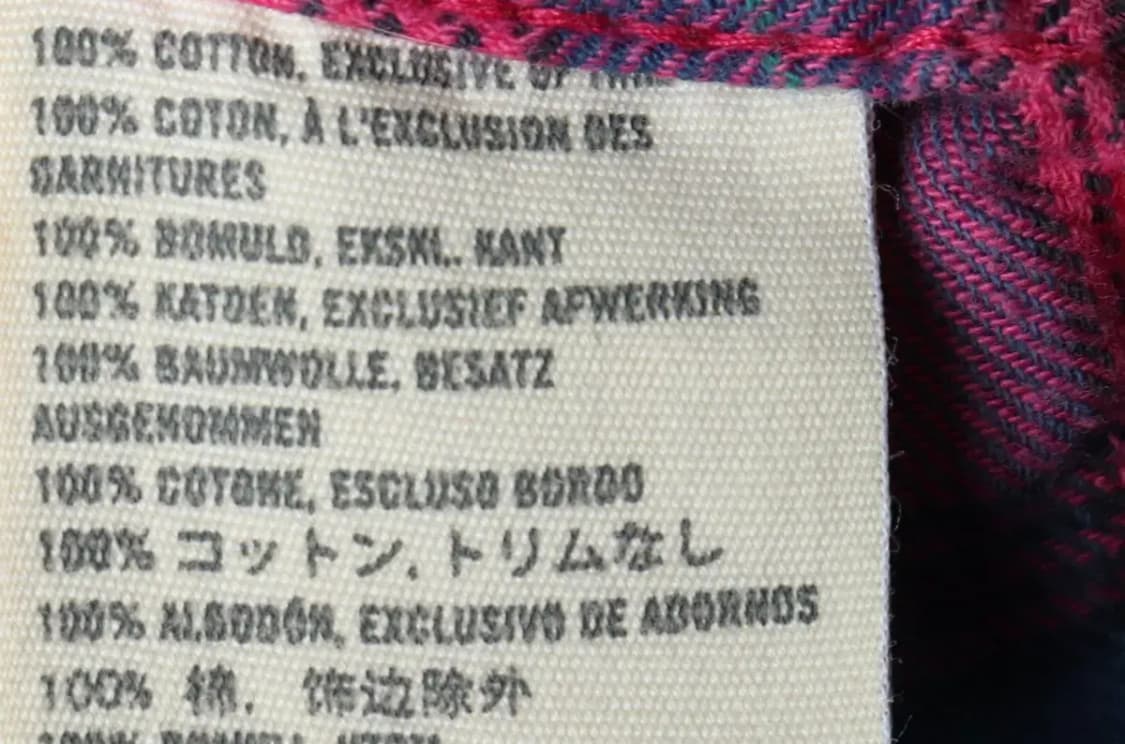 100% COTTON, EXCLUSIVE OF TRIM
100% COTON, À L'EXCLUSION DES
GARNITURES
100% BOMULD, EKSKL. KANT
100% KATOEN, EXCLUSIEF AFWERKING
100% BAUMWOLLE, BESATZ
AUSGENOMMEN
100% COTONE, ESCLUSO BORDO
100% コットン, トリムなし
100% ALGODÓN, EXCLUSIVO DE ADORNOS
100% 棉, 饰边除外
100%